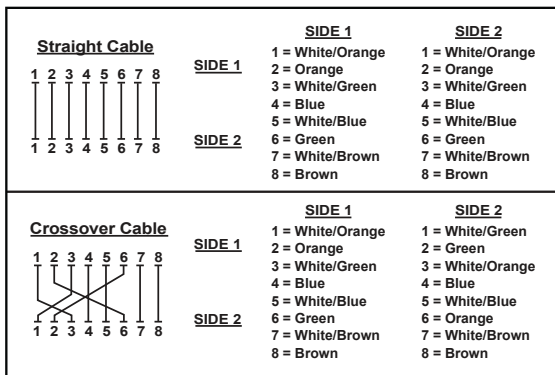 Straight Cable
1 2 3 4 5 6 7 8
1 2 3 4 5 6 7 8
SIDE 1
SIDE 2
SIDE 1
1 = White/Orange
2 = Orange
3 = White/Green
4 = Blue
5 = White/Blue
6 = Green
7 = White/Brown
8 = Brown
SIDE 2
1 = White/Orange
2 = Orange
3 = White/Green
4 = Blue
5 = White/Blue
6 = Green
7 = White/Brown
8 = Brown
Crossover Cable
1 2 3 4 5 6 7 8
1 2 3 4 5 6 7 8
SIDE 1
SIDE 2
SIDE 1
1 = White/Orange
2 = Orange
3 = White/Green
4 = Blue
5 = White/Blue
6 = Green
7 = White/Brown
8 = Brown
SIDE 2
1 = White/Green
2 = Green
3 = White/Orange
4 = Blue
5 = White/Blue
6 = Orange
7 = White/Brown
8 = Brown